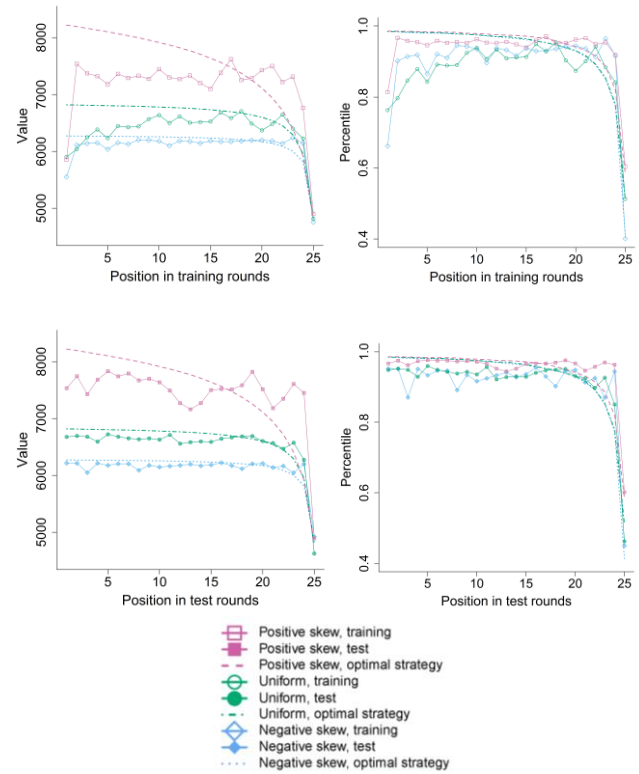 8000
7000
6000
5000
Value
5
10
15
20
25
Position in training rounds
1.0
0.8
0.6
0.4
Percentile
5
10
15
20
25
Position in training rounds
8000
7000
6000
5000
Value
5
10
15
20
25
Position in test rounds
1.0
0.8
0.6
0.4
Percentile
5
10
15
20
25
Position in test rounds
Positive skew, training
Positive skew, test
Positive skew, optimal strategy
Uniform, training
Uniform, test
Uniform, optimal strategy
Negative skew, training
Negative skew, test
Negative skew, optimal strategy